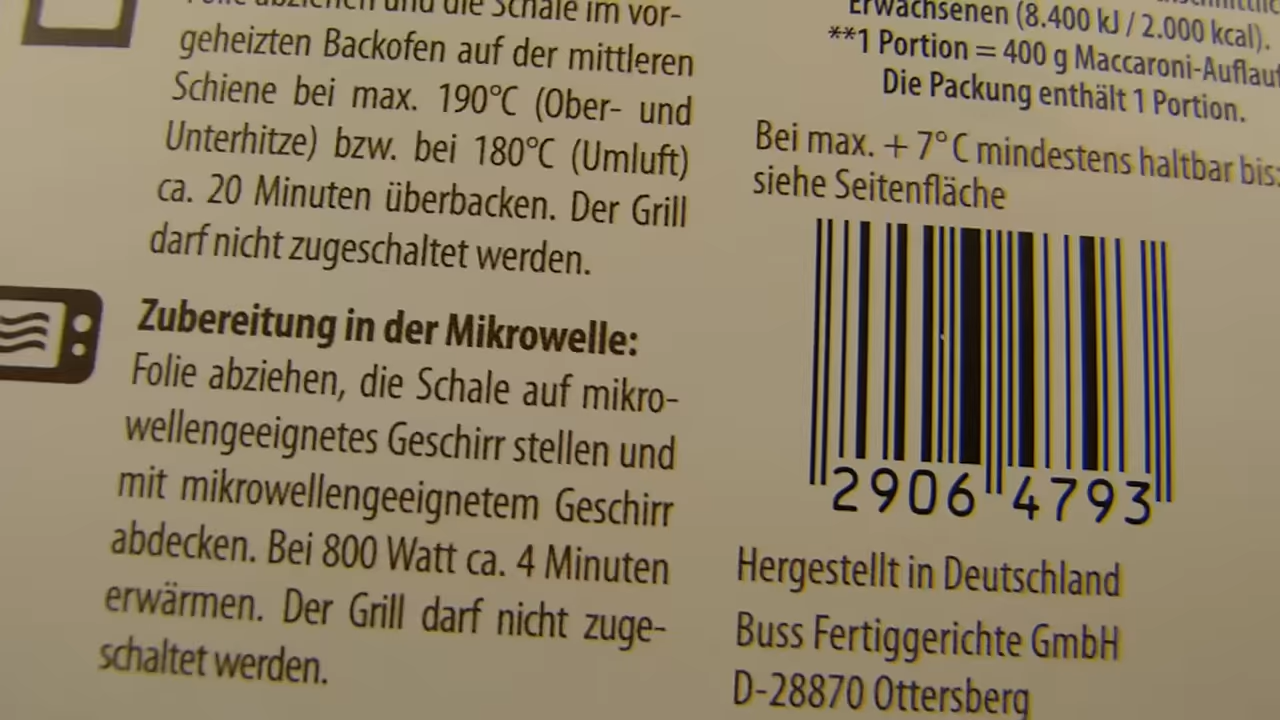 Folie abziehen und die Schale im vor-
geheizten Backofen auf der mittleren
Schiene bei max. 190°C (Ober- und
Unterhitze) bzw. bei 180°C (Umluft)
ca. 20 Minuten überbacken. Der Grill
darf nicht zugeschaltet werden.
Zubereitung in der Mikrowelle:
Folie abziehen, die Schale auf mikro-
wellengeeignetes Geschirr stellen und
mit mikrowellengeeignetem Geschirr
abdecken. Bei 800 Watt ca. 4 Minuten
erwärmen. Der Grill darf nicht zuge-
schaltet werden.
Erwachsenen (8.400 kJ / 2.000 kcal).
**1 Portion = 400 g Maccaroni-Auflauf
Die Packung enthält 1 Portion.
Bei max. + 7° C mindestens haltbar bis:
siehe Seitenfläche
2906 4793
Hergestellt in Deutschland
Buss Fertiggerichte GmbH
D-28870 Ottersberg